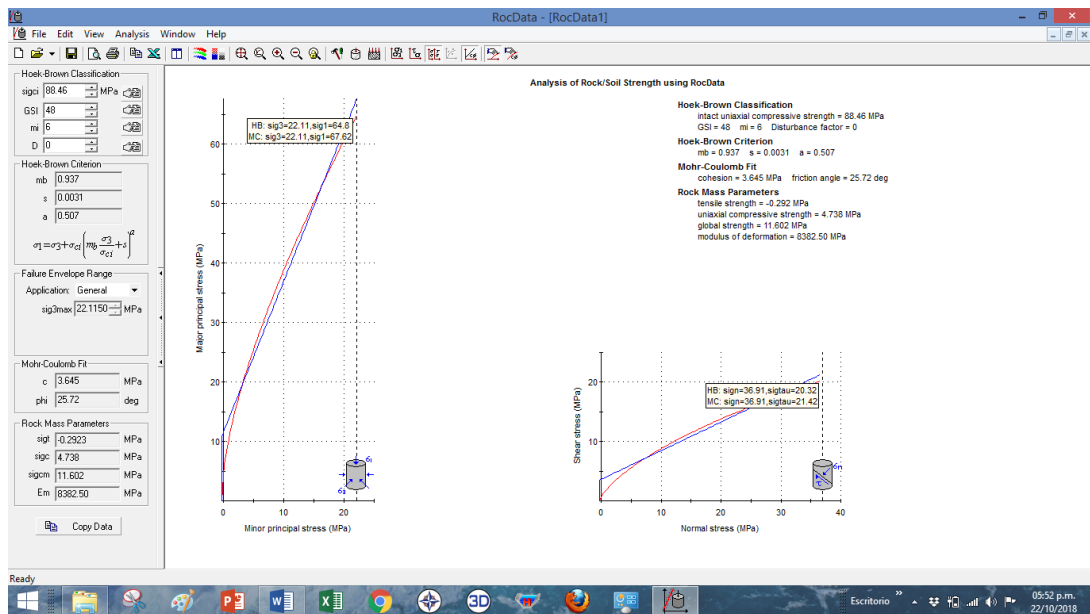 RocData - [RocData1]
File Edit View Analysis Window Help
Hoek-Brown Classification
sigci 88.46 MPa
GSI 48
mi 6
D 0
Hoek-Brown Criterion
mb 0.937
s 0.0031
a 0.507
σ1=σ3+σci(mb σ3/σci+s)^a
Failure Envelope Range
Application: General
sig3max 22.1150 MPa
Mohr-Coulomb Fit
c 3.645 MPa
phi 25.72 deg
Rock Mass Parameters
sigt -0.2923 MPa
sigc 4.738 MPa
sigcm 11.602 MPa
Em 8382.50 MPa
Copy Data
Analysis of Rock/Soil Strength using RocData
Hoek-Brown Classification
intact uniaxial compressive strength = 88.46 MPa
GSI = 48 mi = 6 Disturbance factor = 0
Hoek-Brown Criterion
mb = 0.937 s = 0.0031 a = 0.507
Mohr-Coulomb Fit
cohesion = 3.645 MPa friction angle = 25.72 deg
Rock Mass Parameters
tensile strength = -0.292 MPa
uniaxial compressive strength = 4.738 MPa
global strength = 11.602 MPa
modulus of deformation = 8382.50 MPa
HB: sig3=22.11,sig1=64.8
MC: sig3=22.11,sig1=67.62
Major principal stress (MPa)
60
50
40
30
20
10
0 10 20
Minor principal stress (MPa)
σ1
σ3
HB: sign=36.91,sigtau=20.32
MC: sign=36.91,sigtau=21.42
Shear stress (MPa)
20
10
0 10 20 30 40
Normal stress (MPa)
σn
τ
Ready
Escritorio
05:52 p.m.
22/10/2018